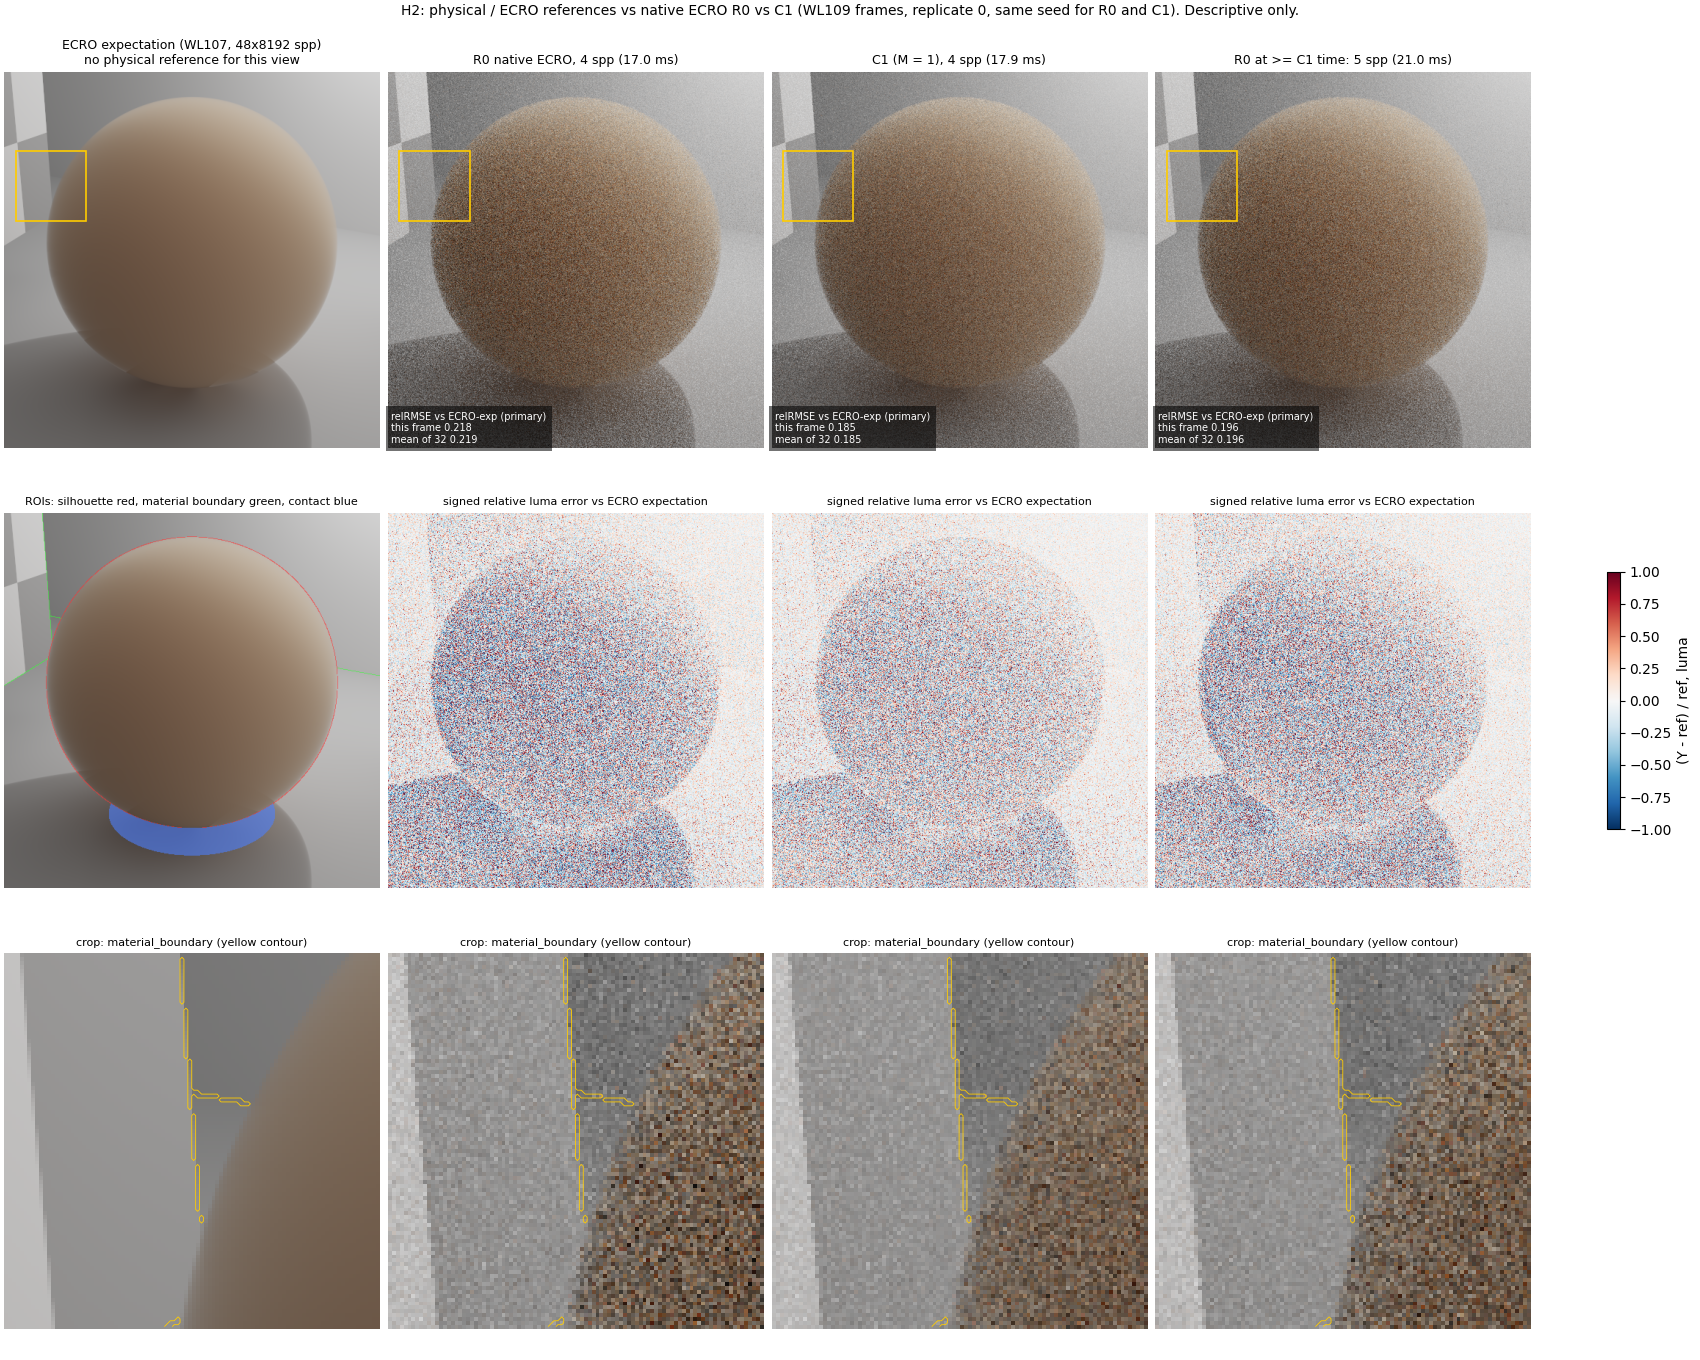 H2: physical / ECRO references vs native ECRO R0 vs C1 (WL109 frames, replicate 0, same seed for R0 and C1). Descriptive only.
ECRO expectation (WL107, 48x8192 spp)
no physical reference for this view
R0 native ECRO, 4 spp (17.0 ms)
C1 (M = 1), 4 spp (17.9 ms)
R0 at >= C1 time: 5 spp (21.0 ms)
relRMSE vs ECRO-exp (primary)
this frame 0.218
mean of 32 0.219
relRMSE vs ECRO-exp (primary)
this frame 0.185
mean of 32 0.185
relRMSE vs ECRO-exp (primary)
this frame 0.196
mean of 32 0.196
ROIs: silhouette red, material boundary green, contact blue
signed relative luma error vs ECRO expectation
signed relative luma error vs ECRO expectation
signed relative luma error vs ECRO expectation
1.00
0.75
0.50
0.25
0.00
−0.25
−0.50
−0.75
−1.00
(Y - ref) / ref, luma
crop: material_boundary (yellow contour)
crop: material_boundary (yellow contour)
crop: material_boundary (yellow contour)
crop: material_boundary (yellow contour)